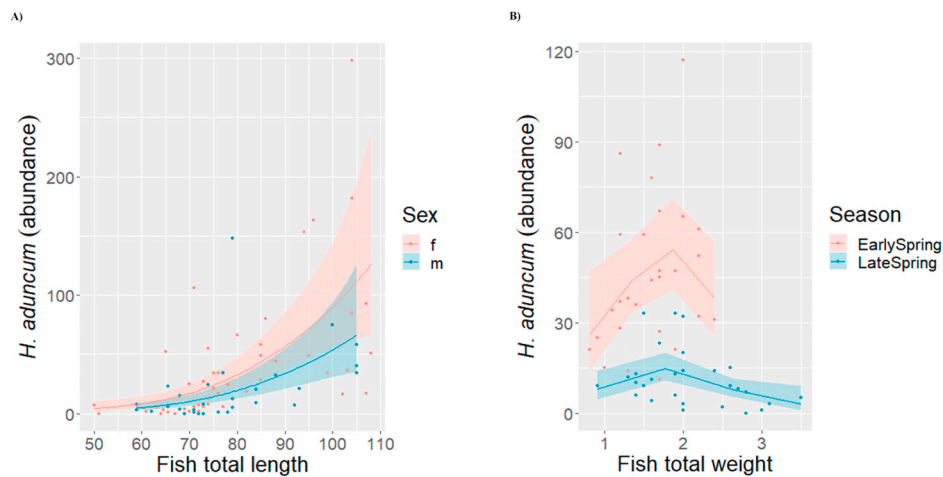 A)
300
200
100
0
50
60
70
80
90
100
110
H. aduncum (abundance)
Fish total length
Sex
f
m
B)
120
90
60
30
0
1
2
3
H. aduncum (abundance)
Fish total weight
Season
EarlySpring
LateSpring